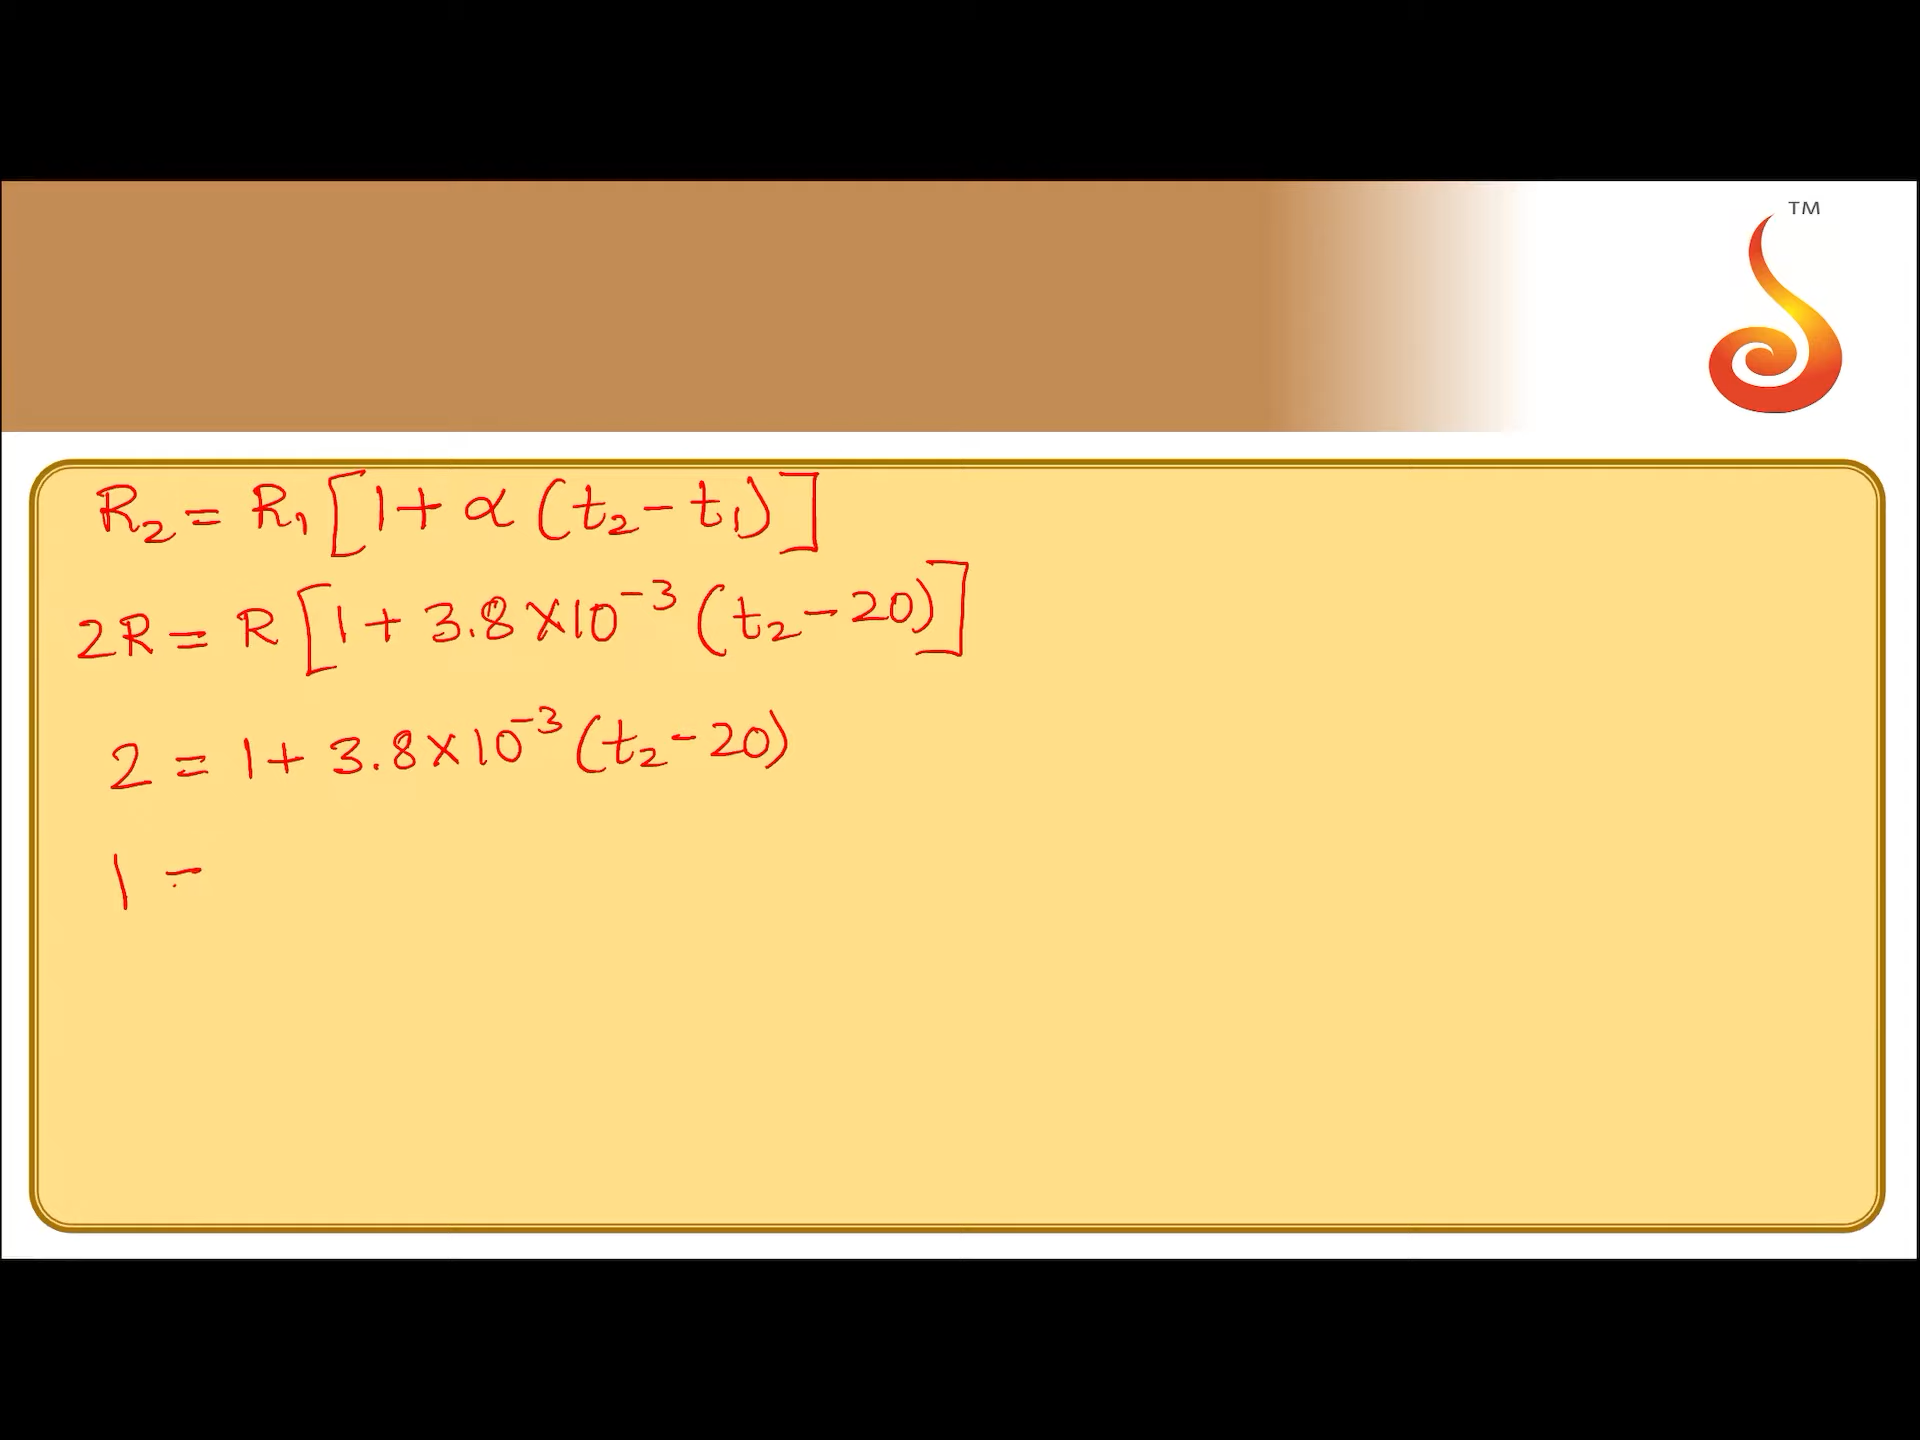 TM
R₂ = R₁ [1 + α (t₂ - t₁)]
2R = R [1 + 3.8 × 10⁻³ (t₂ - 20)]
2 = 1 + 3.8 × 10⁻³ (t₂ - 20)
1 =